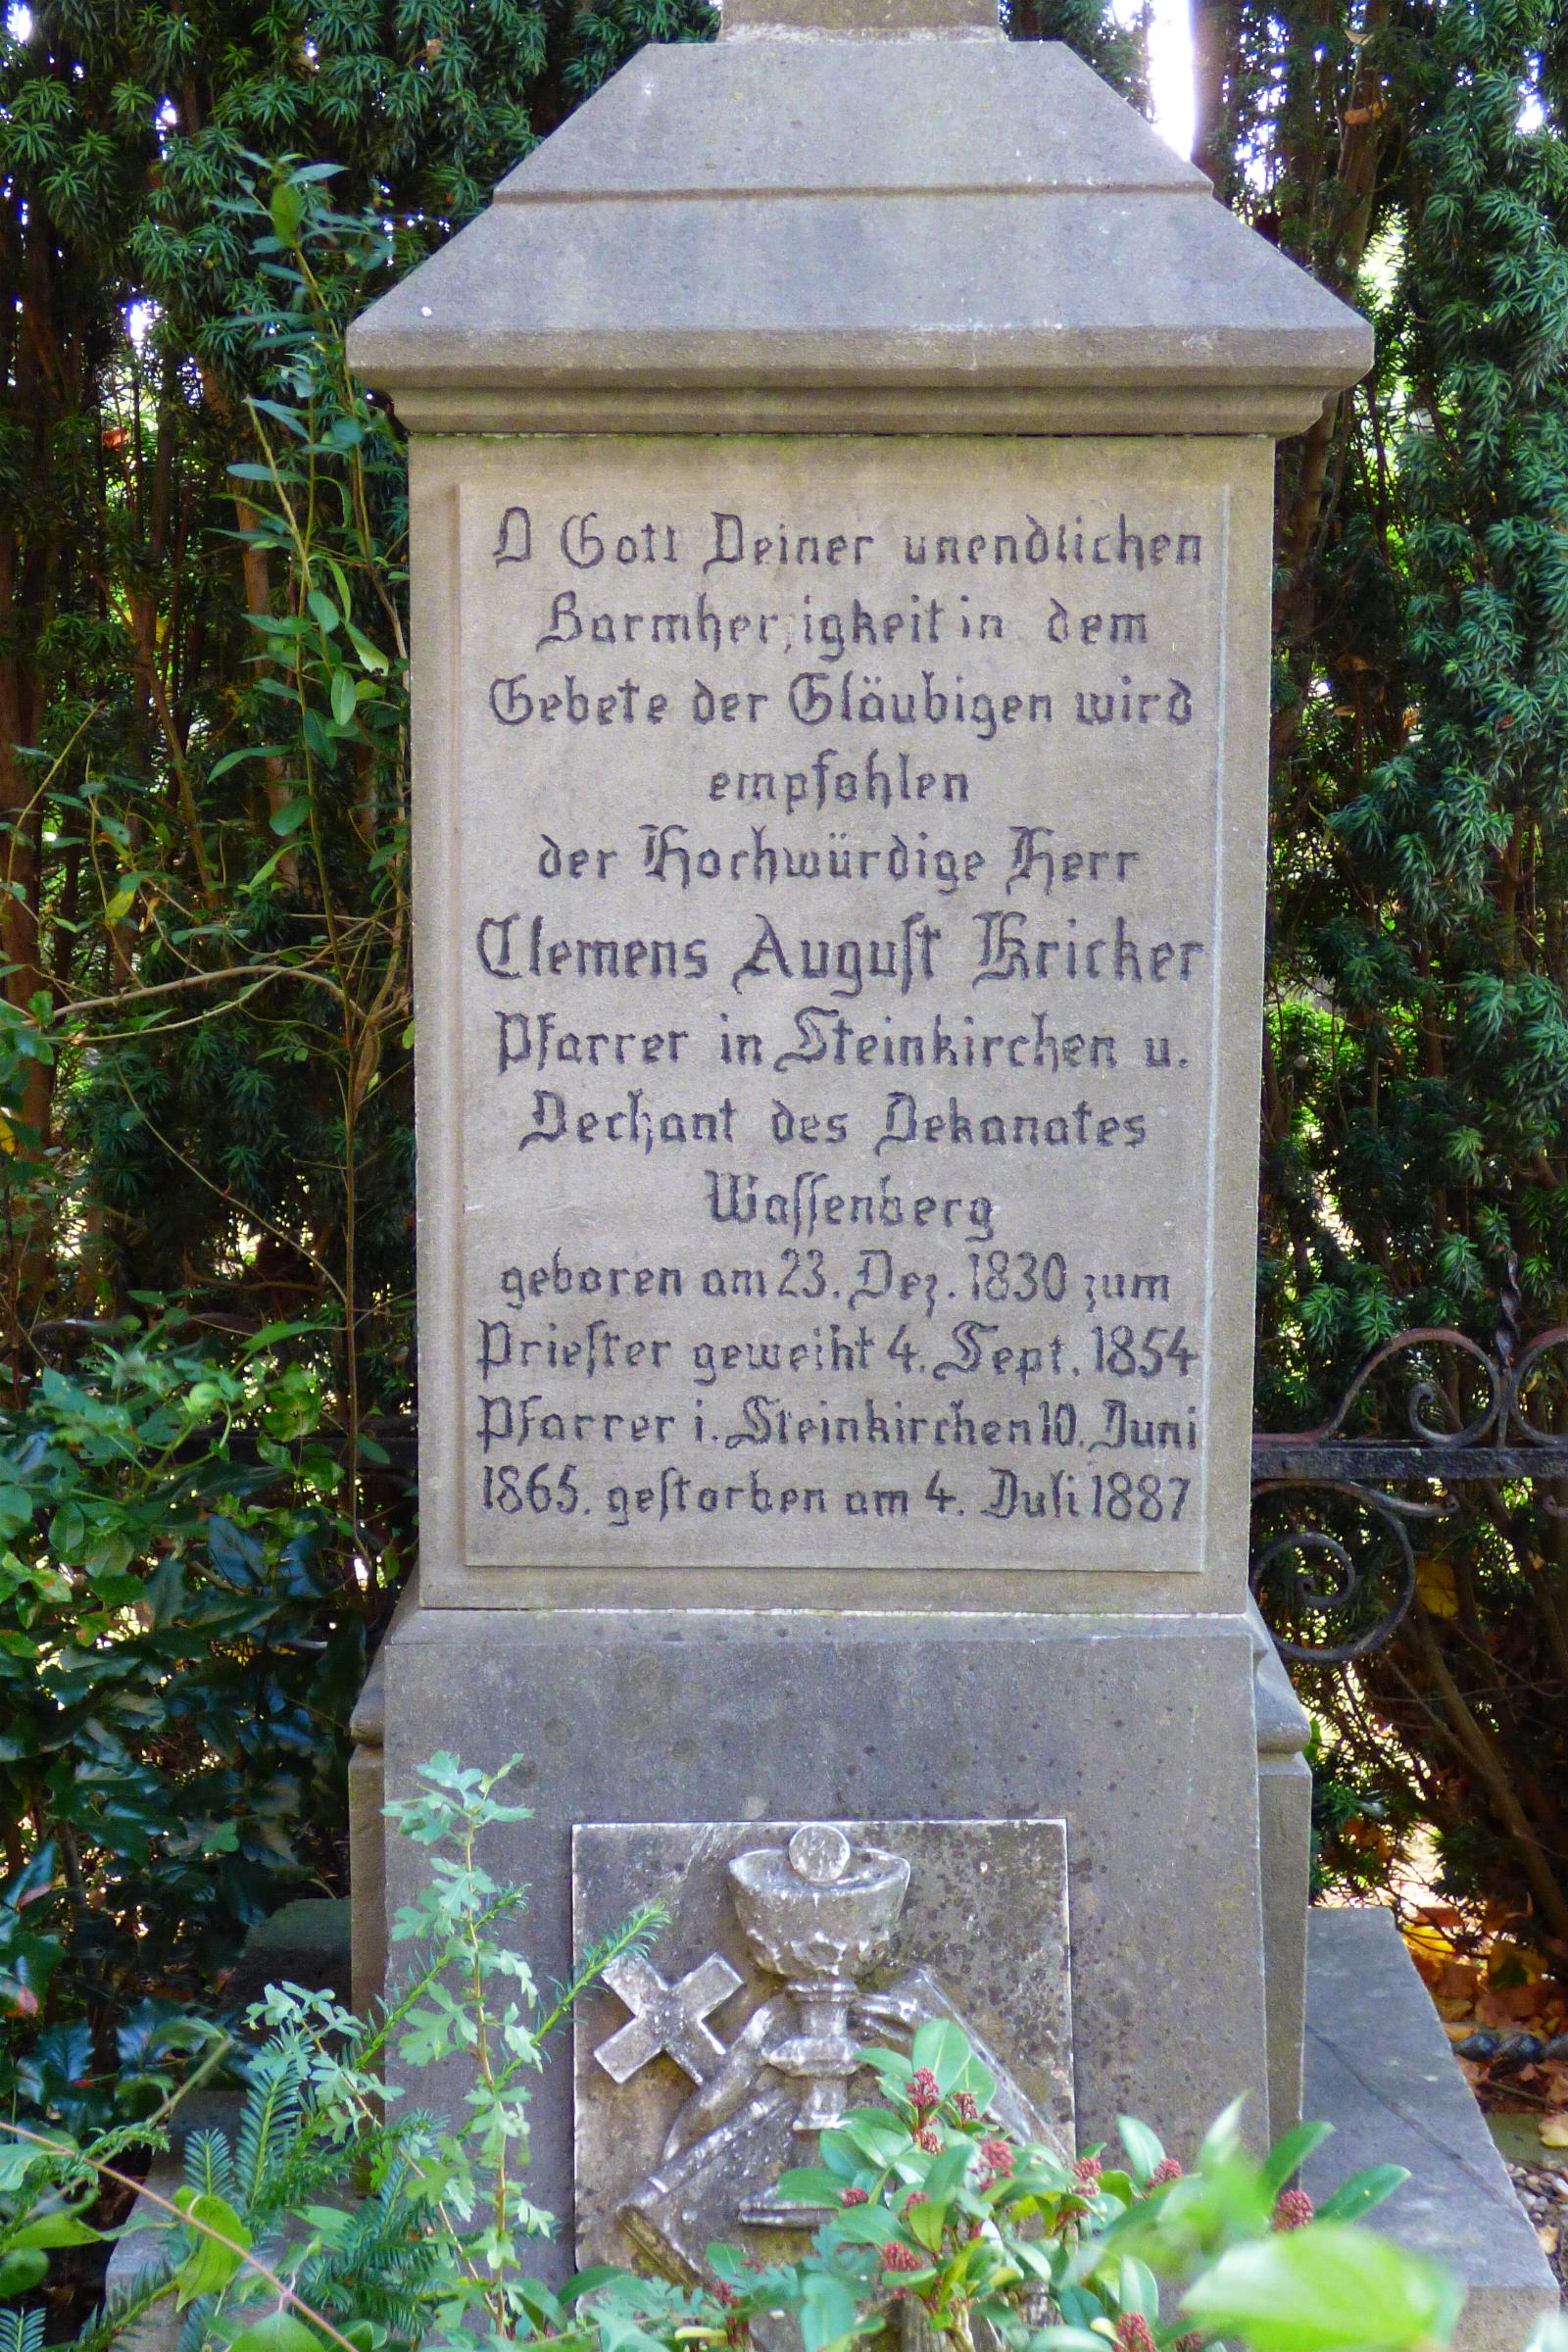 O Gott Deiner unendlichen
Barmherzigkeit in dem
Gebete der Gläubigen wird
empfohlen
der Hochwürdige Herr
Clemens August Kricker
Pfarrer in Steinkirchen u.
Dechant des Dekanates
Wassenberg
geboren am 23. Dez. 1830 zum
Priester geweiht 4. Sept. 1854
Pfarrer i. Steinkirchen 10. Juni
1865. gestorben am 4. Juli 1887